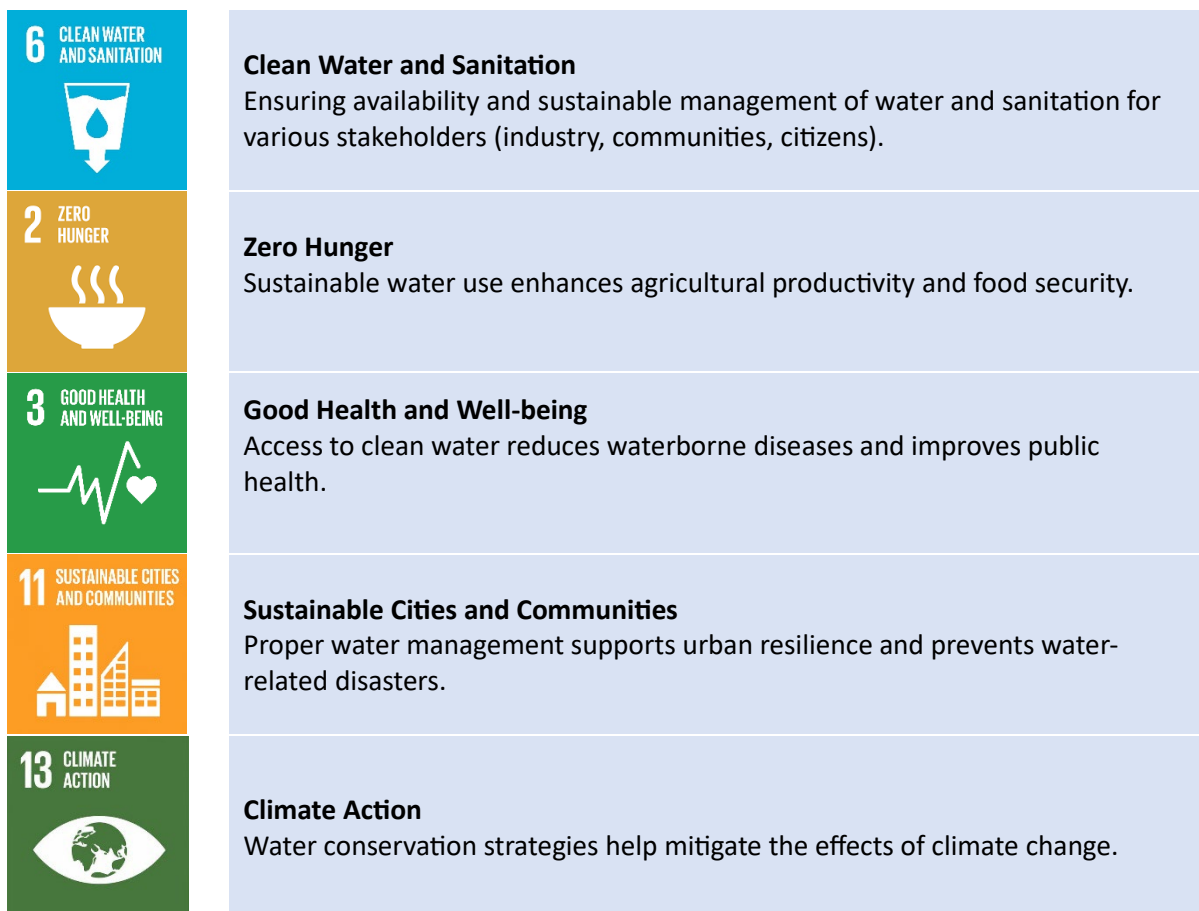 6 CLEAN WATER
AND SANITATION
Clean Water and Sanitation
Ensuring availability and sustainable management of water and sanitation for
various stakeholders (industry, communities, citizens).
2 ZERO
HUNGER
Zero Hunger
Sustainable water use enhances agricultural productivity and food security.
3 GOOD HEALTH
AND WELL-BEING
Good Health and Well-being
Access to clean water reduces waterborne diseases and improves public
health.
11 SUSTAINABLE CITIES
AND COMMUNITIES
Sustainable Cities and Communities
Proper water management supports urban resilience and prevents water-
related disasters.
13 CLIMATE
ACTION
Climate Action
Water conservation strategies help mitigate the effects of climate change.